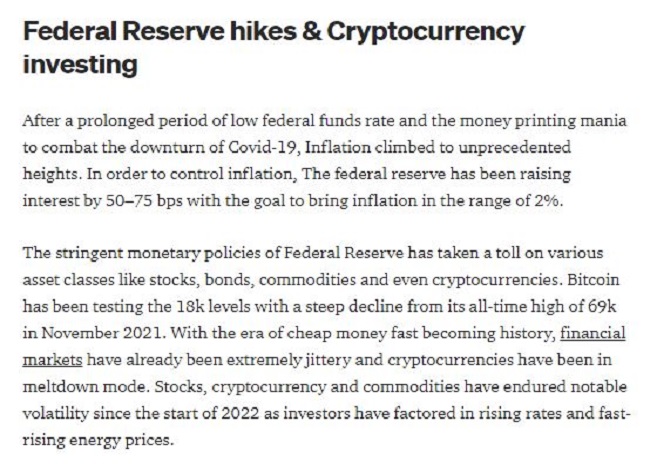 Federal Reserve hikes & Cryptocurrency
investing
After a prolonged period of low federal funds rate and the money printing mania
to combat the downturn of Covid-19, Inflation climbed to unprecedented
heights. In order to control inflation, The federal reserve has been raising
interest by 50–75 bps with the goal to bring inflation in the range of 2%.
The stringent monetary policies of Federal Reserve has taken a toll on various
asset classes like stocks, bonds, commodities and even cryptocurrencies. Bitcoin
has been testing the 18k levels with a steep decline from its all-time high of 69k
in November 2021. With the era of cheap money fast becoming history, financial
markets have already been extremely jittery and cryptocurrencies have been in
meltdown mode. Stocks, cryptocurrency and commodities have endured notable
volatility since the start of 2022 as investors have factored in rising rates and fast-
rising energy prices.